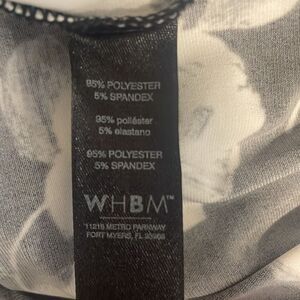 95% POLYESTER
5% SPANDEX
95% poliéster
5% elastano
95% POLYESTER
5% SPANDEX
WHBM™
11215 METRO PARKWAY
FORT MYERS, FL 33966